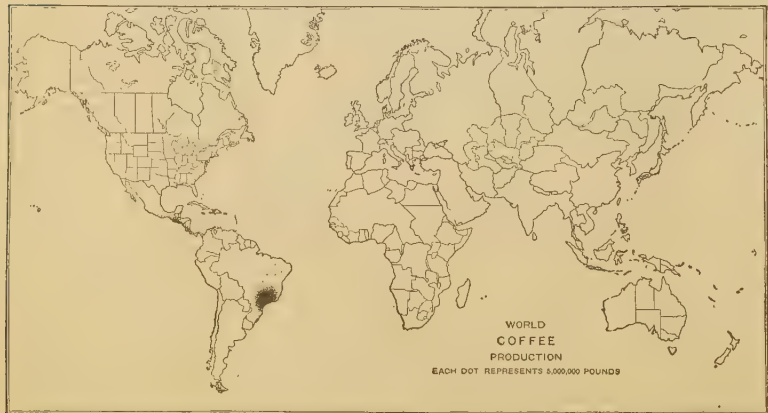 WORLD
COFFEE
PRODUCTION
EACH DOT REPRESENTS 5,000,000 POUNDS